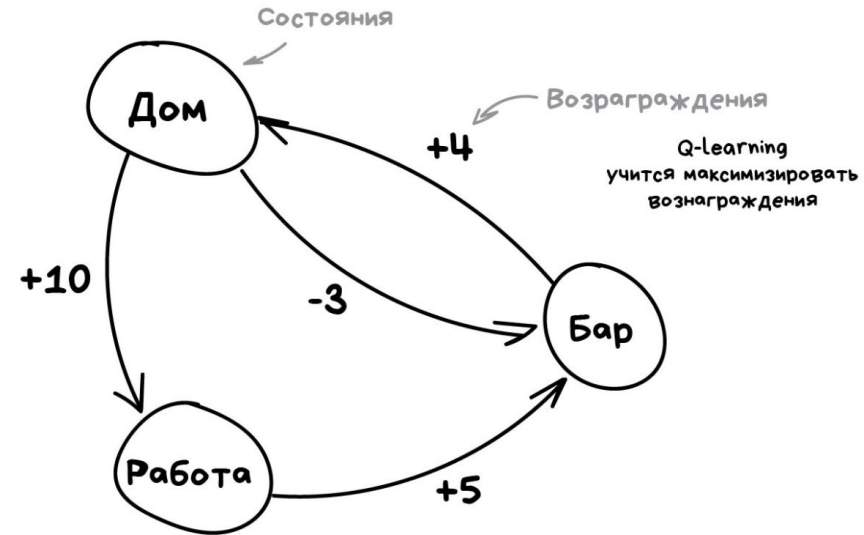 Состояния
Дом
Возраграждения
+4
Q-learning
учится максимизировать
вознаграждения
+10
-3
Бар
Работа
+5